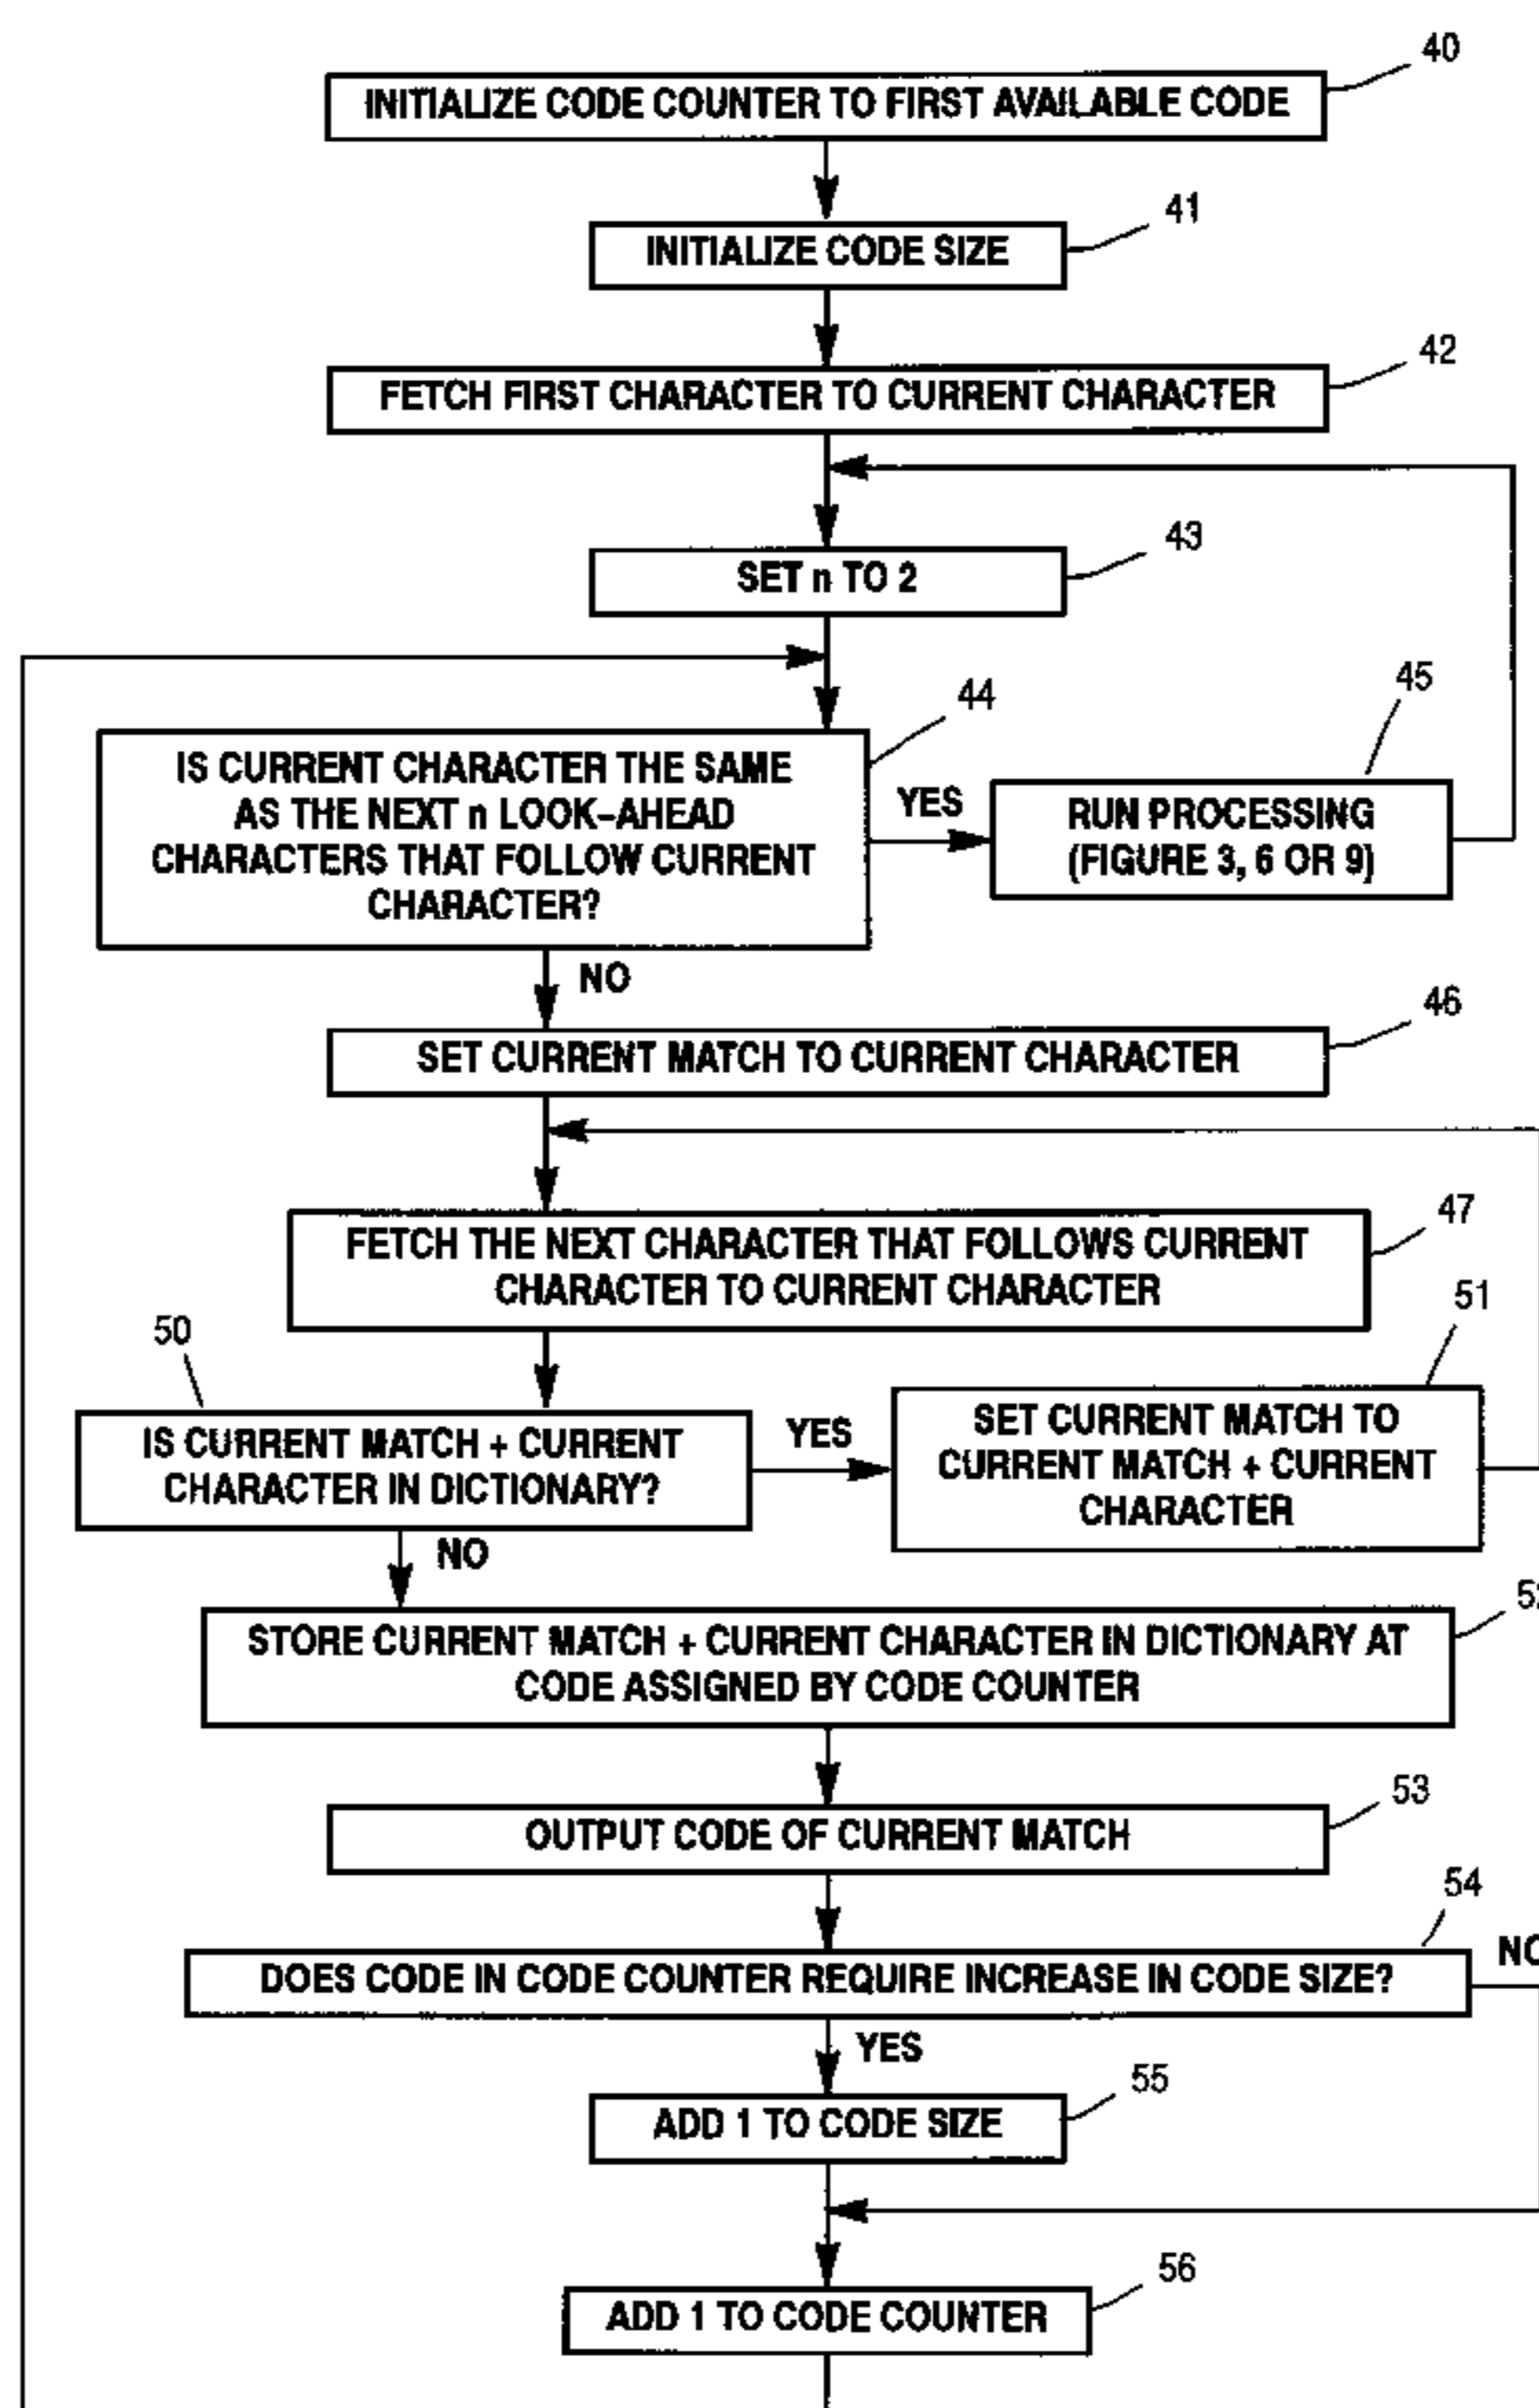 40
INITIALIZE CODE COUNTER TO FIRST AVAILABLE CODE
41
INITIALIZE CODE SIZE
42
FETCH FIRST CHARACTER TO CURRENT CHARACTER
43
SET n TO 2
44
45
IS CURRENT CHARACTER THE SAME
AS THE NEXT n LOOK-AHEAD
CHARACTERS THAT FOLLOW CURRENT
CHARACTER?
YES
RUN PROCESSING
(FIGURE 3, 6 OR 9)
NO
46
SET CURRENT MATCH TO CURRENT CHARACTER
47
FETCH THE NEXT CHARACTER THAT FOLLOWS CURRENT
CHARACTER TO CURRENT CHARACTER
50
51
IS CURRENT MATCH + CURRENT
CHARACTER IN DICTIONARY?
YES
SET CURRENT MATCH TO
CURRENT MATCH + CURRENT
CHARACTER
NO
STORE CURRENT MATCH + CURRENT CHARACTER IN DICTIONARY AT
CODE ASSIGNED BY CODE COUNTER
53
OUTPUT CODE OF CURRENT MATCH
54
DOES CODE IN CODE COUNTER REQUIRE INCREASE IN CODE SIZE?
NO
YES
55
ADD 1 TO CODE SIZE
56
ADD 1 TO CODE COUNTER